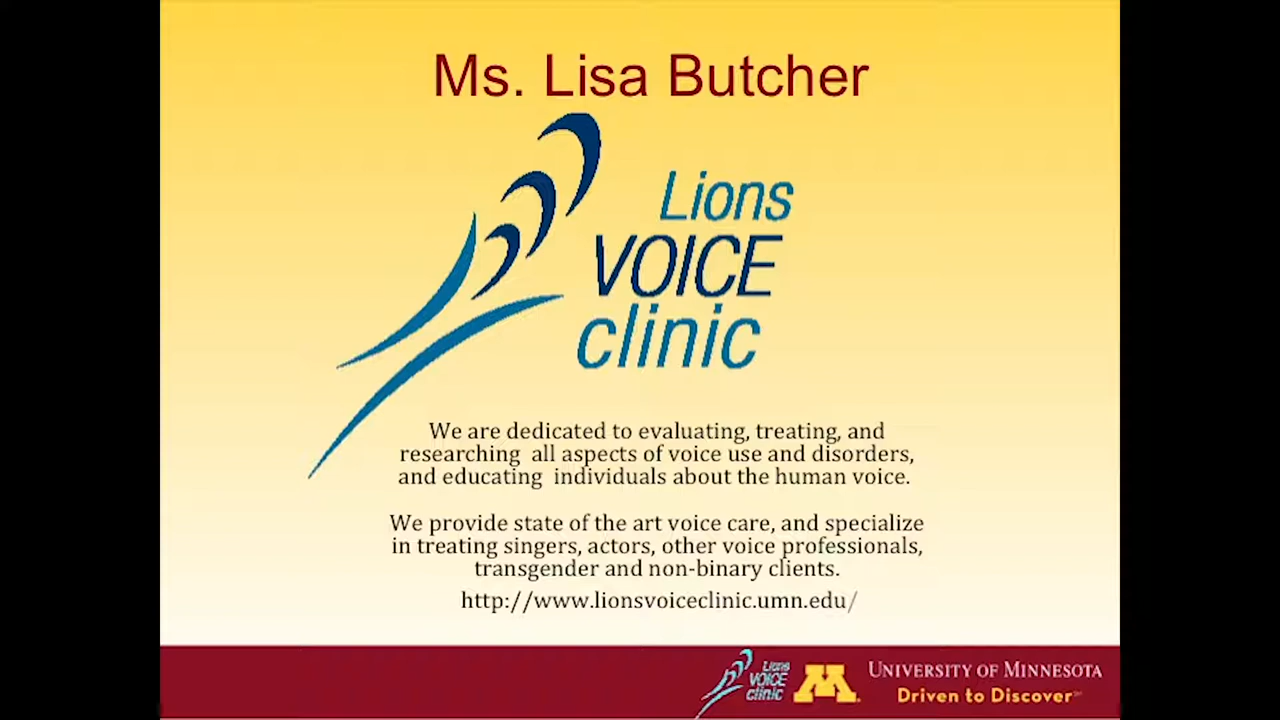 Ms. Lisa Butcher
Lions
VOICE
clinic
We are dedicated to evaluating, treating, and
researching all aspects of voice use and disorders,
and educating individuals about the human voice.
We provide state of the art voice care, and specialize
in treating singers, actors, other voice professionals,
transgender and non-binary clients.
http://www.lionsvoiceclinic.umn.edu/
Lions
VOICE
clinic
M
UNIVERSITY OF MINNESOTA
Driven to Discover